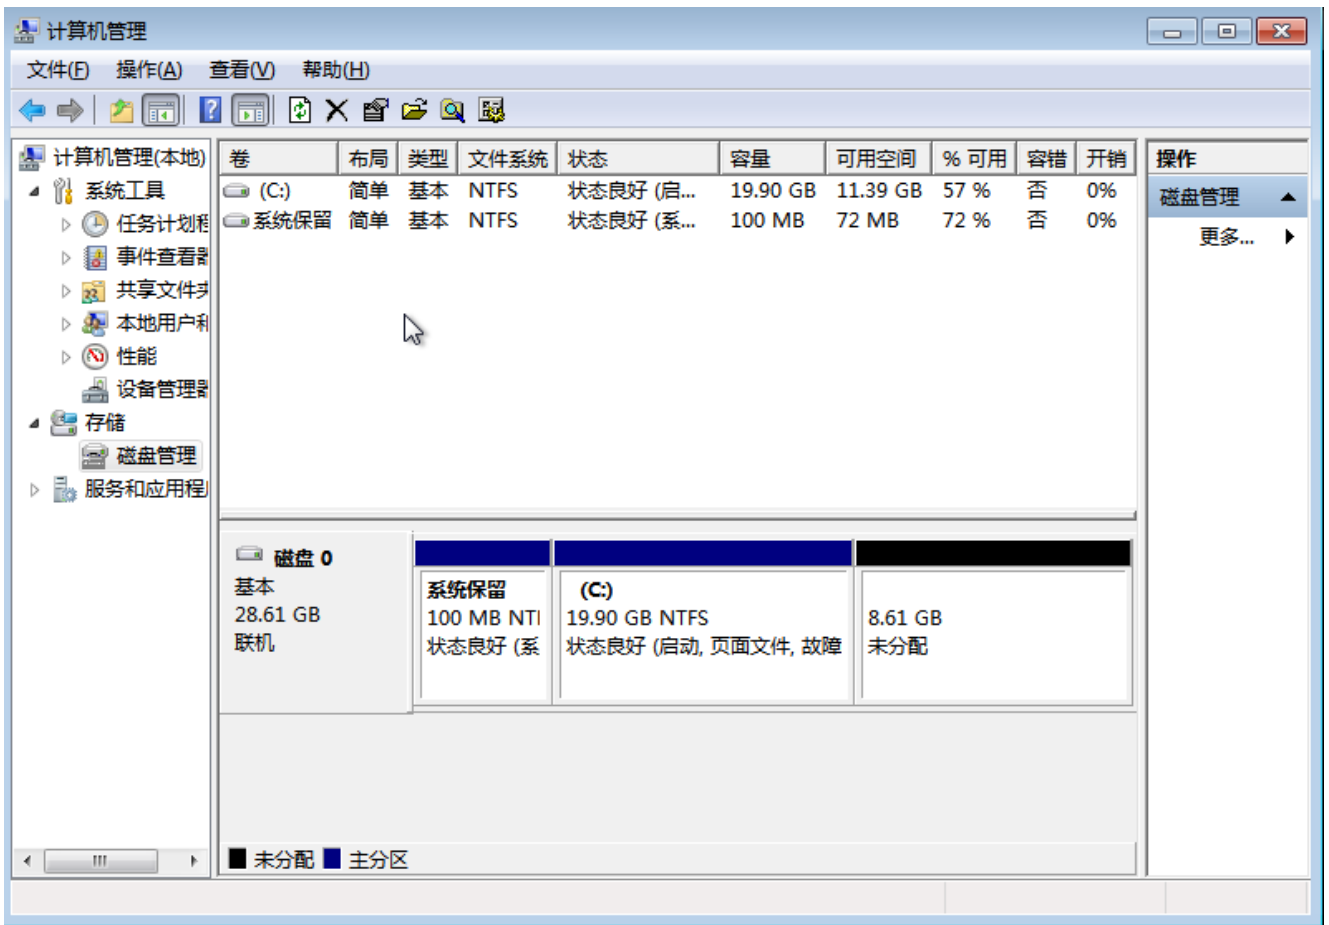 计算机管理
文件(F) 操作(A) 查看(V) 帮助(H)
计算机管理(本地)
系统工具
任务计划程
事件查看器
共享文件夹
本地用户和
性能
设备管理器
存储
磁盘管理
服务和应用程序
卷 布局 类型 文件系统 状态 容量 可用空间 % 可用 容错 开销
(C:) 简单 基本 NTFS 状态良好 (启... 19.90 GB 11.39 GB 57 % 否 0%
系统保留 简单 基本 NTFS 状态良好 (系... 100 MB 72 MB 72 % 否 0%
磁盘 0
基本
28.61 GB
联机
系统保留
100 MB NTI
状态良好 (系
(C:)
19.90 GB NTFS
状态良好 (启动, 页面文件, 故障
8.61 GB
未分配
未分配 主分区
操作
磁盘管理
更多...